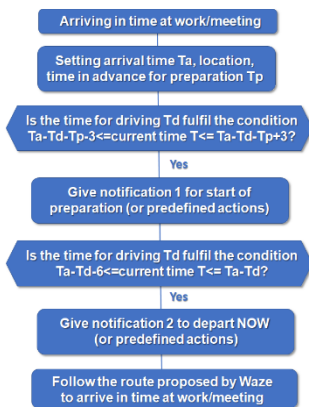 Arriving in time at work/meeting
Setting arrival time Ta, location,
time in advance for preparation Tp
Is the time for driving Td fulfil the condition
Ta-Td-Tp-3<=current time T<= Ta-Td-Tp+3?
Yes
Give notification 1 for start of
preparation (or predefined actions)
Is the time for driving Td fulfil the condition
Ta-Td-6<=current time T<= Ta-Td?
Yes
Give notification 2 to depart NOW
(or predefined actions)
Follow the route proposed by Waze
to arrive in time at work/meeting